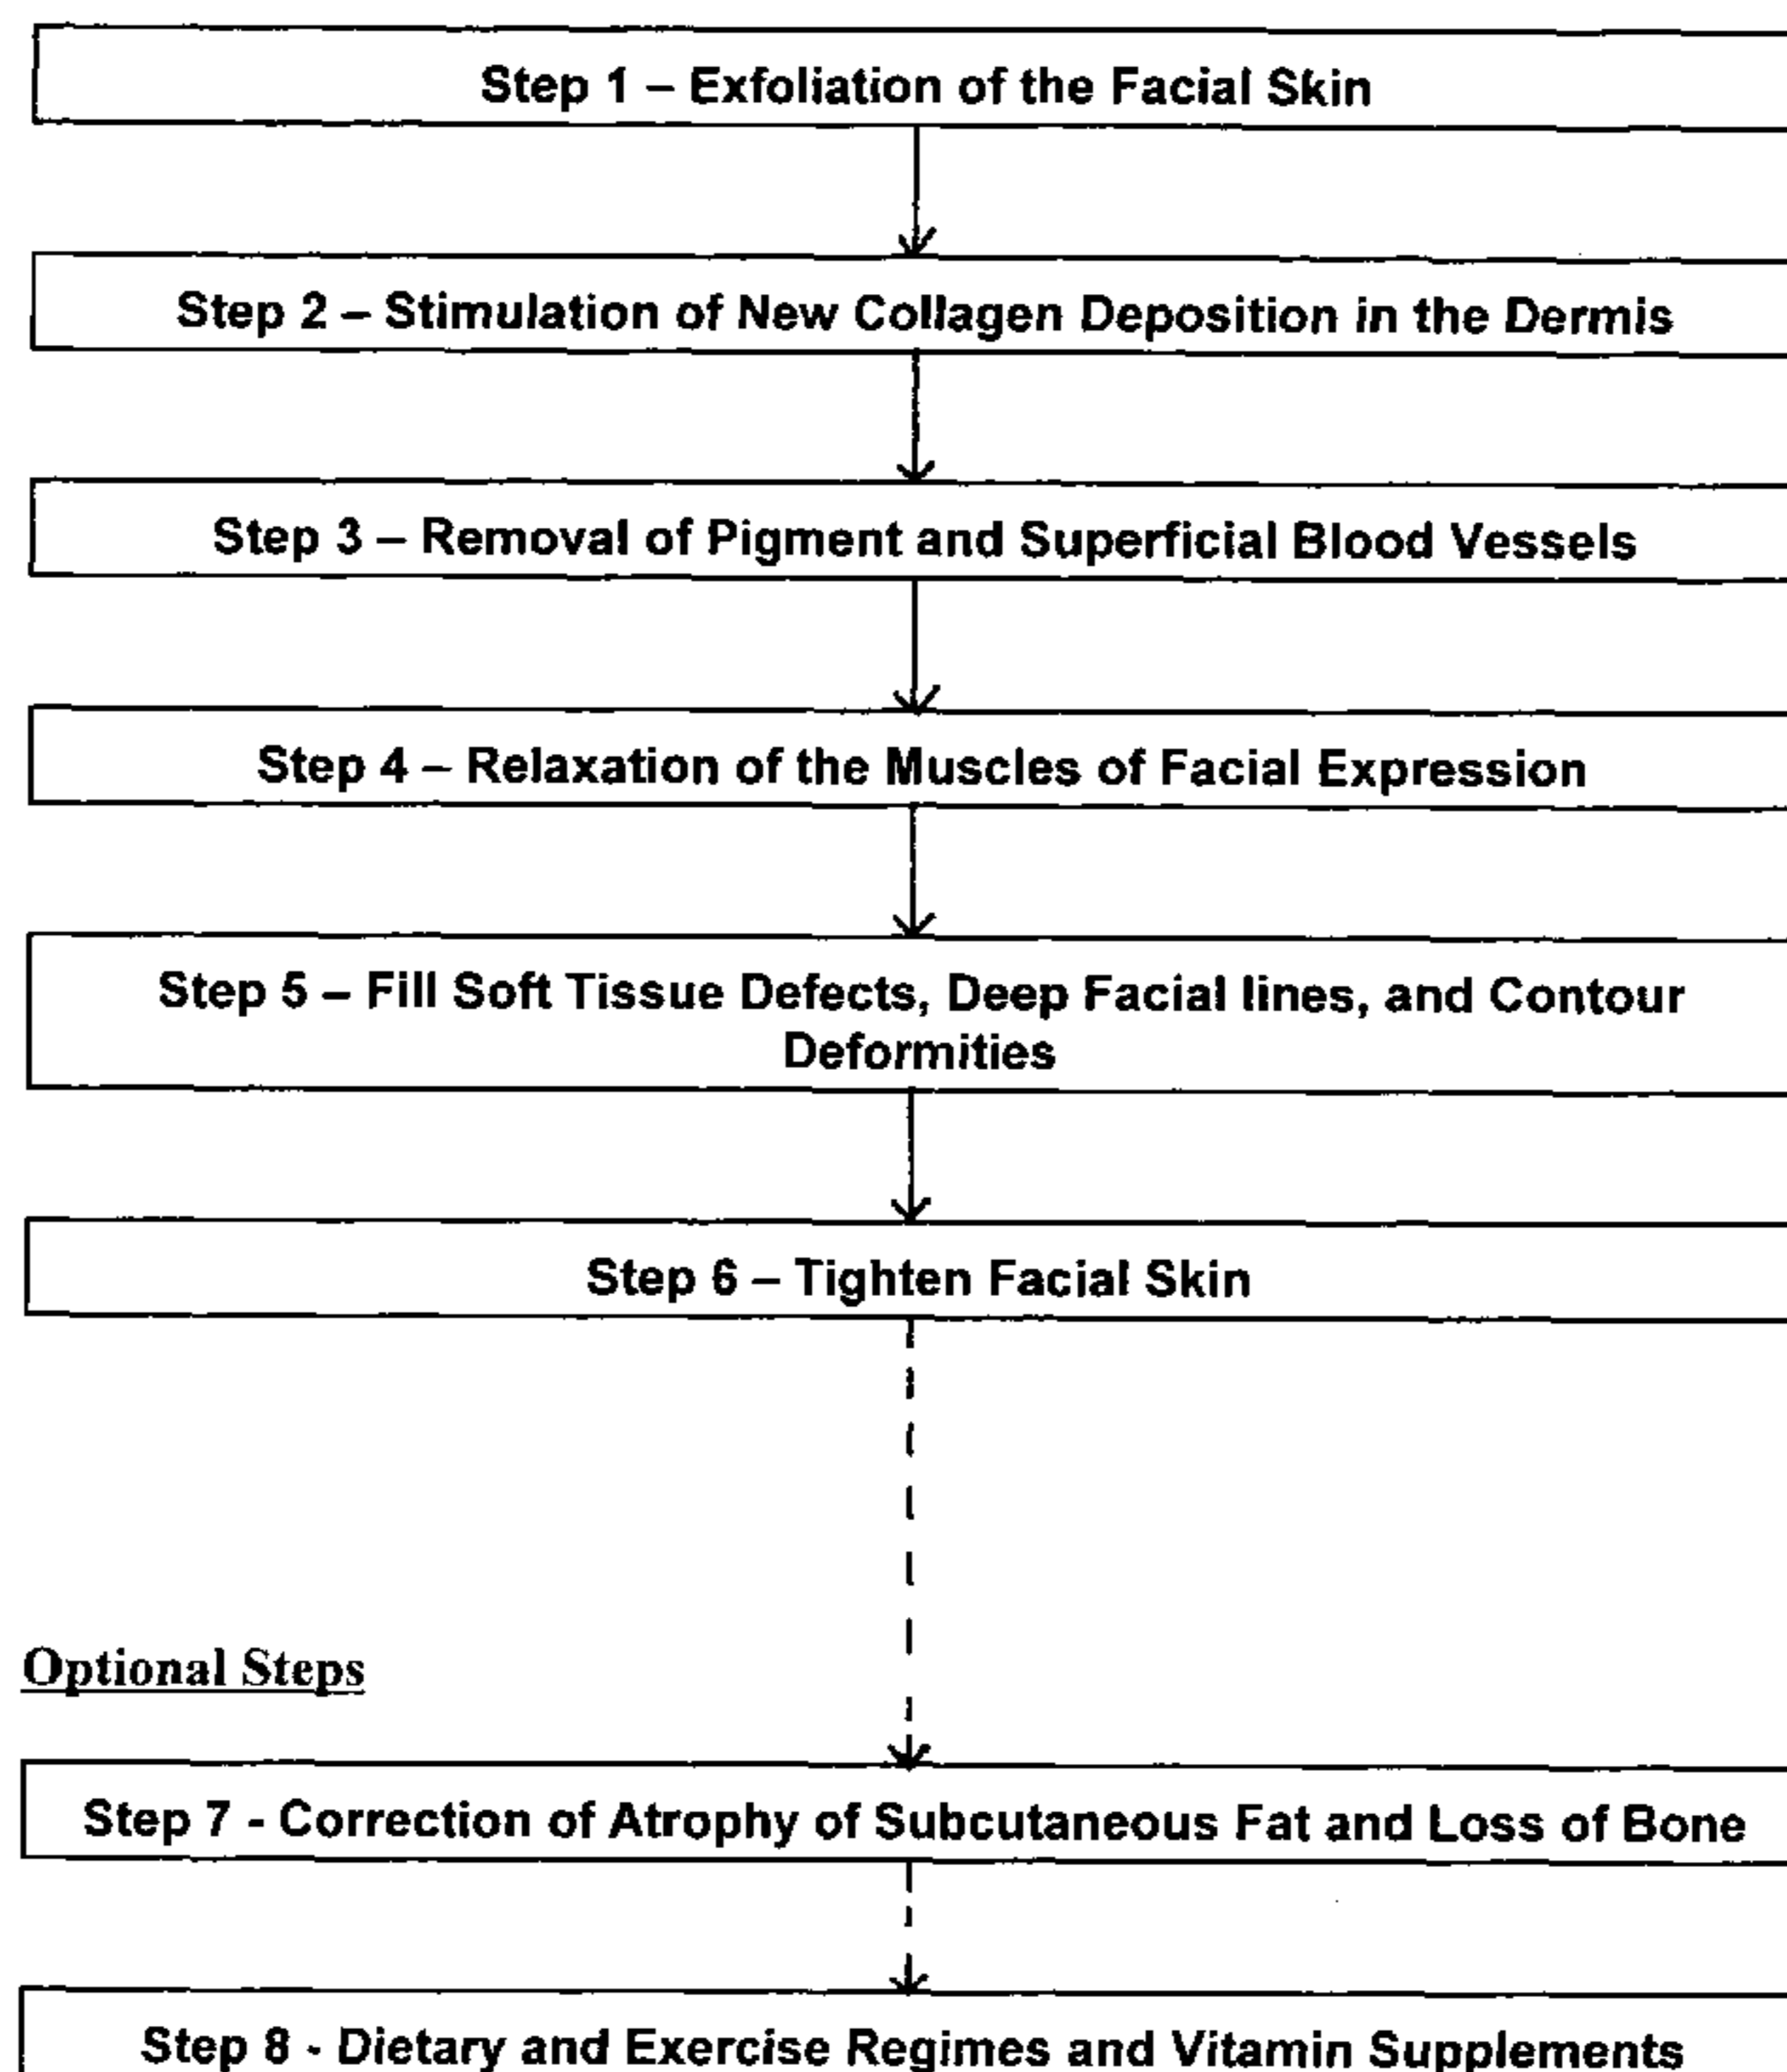 Step 1 – Exfoliation of the Facial Skin
Step 2 – Stimulation of New Collagen Deposition in the Dermis
Step 3 – Removal of Pigment and Superficial Blood Vessels
Step 4 – Relaxation of the Muscles of Facial Expression
Step 5 – Fill Soft Tissue Defects, Deep Facial lines, and Contour
Deformities
Step 6 – Tighten Facial Skin
Optional Steps
Step 7 - Correction of Atrophy of Subcutaneous Fat and Loss of Bone
Step 8 - Dietary and Exercise Regimes and Vitamin Supplements